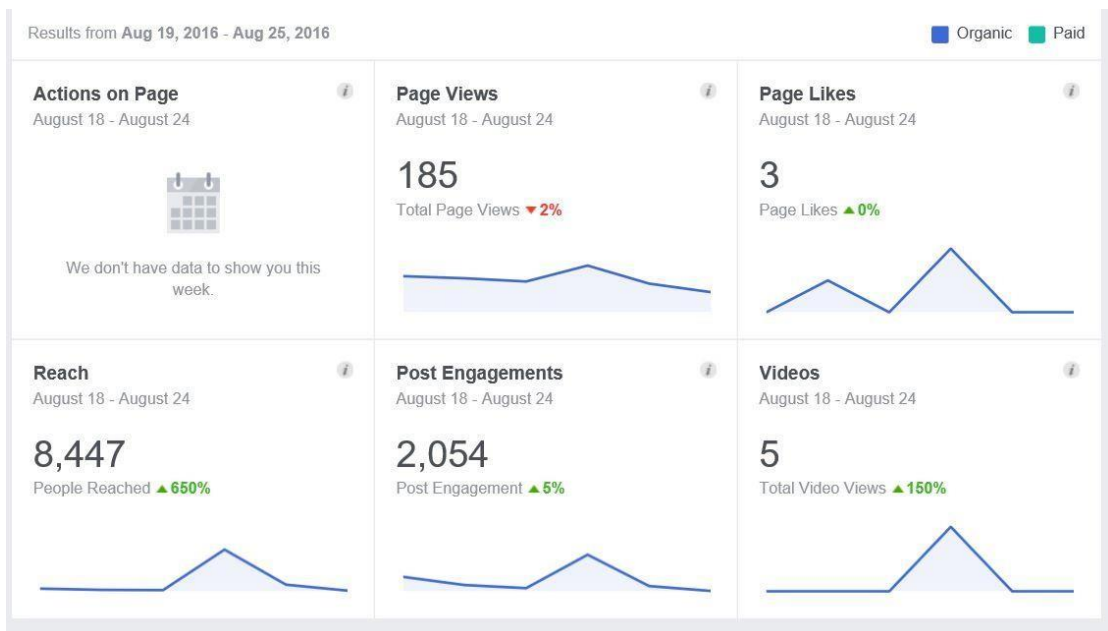 Results from Aug 19, 2016 - Aug 25, 2016
Organic Paid
Actions on Page
August 18 - August 24
We don't have data to show you this
week.
Page Views
August 18 - August 24
185
Total Page Views ▼2%
Page Likes
August 18 - August 24
3
Page Likes ▲0%
Reach
August 18 - August 24
8,447
People Reached ▲650%
Post Engagements
August 18 - August 24
2,054
Post Engagement ▲5%
Videos
August 18 - August 24
5
Total Video Views ▲150%